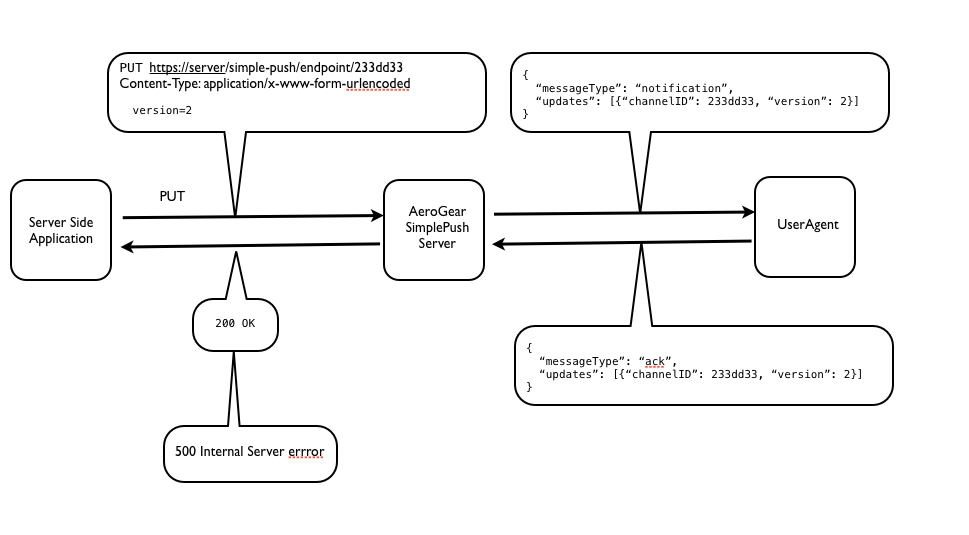 PUT https://server/simple-push/endpoint/233dd33
Content-Type: application/x-www-form-urlencoded
version=2
{
“messageType”: “notification”,
“updates”: [{“channelID”: 233dd33, “version”: 2}]
}
PUT
Server Side
Application
AeroGear
SimplePush
Server
UserAgent
200 OK
{
“messageType”: “ack”,
“updates”: [{“channelID”: 233dd33, “version”: 2}]
}
500 Internal Server errror